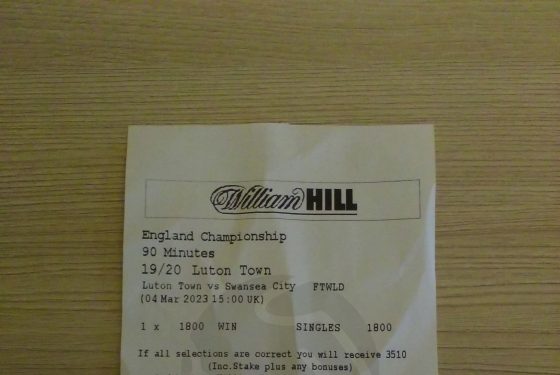 William HILL
England Championship
90 Minutes
19/20 Luton Town
Luton Town vs Swansea City FTWLD
(04 Mar 2023 15:00 UK)
1 x 1800 WIN SINGLES 1800
If all selections are correct you will receive 3510
(Inc.Stake plus any bonuses)